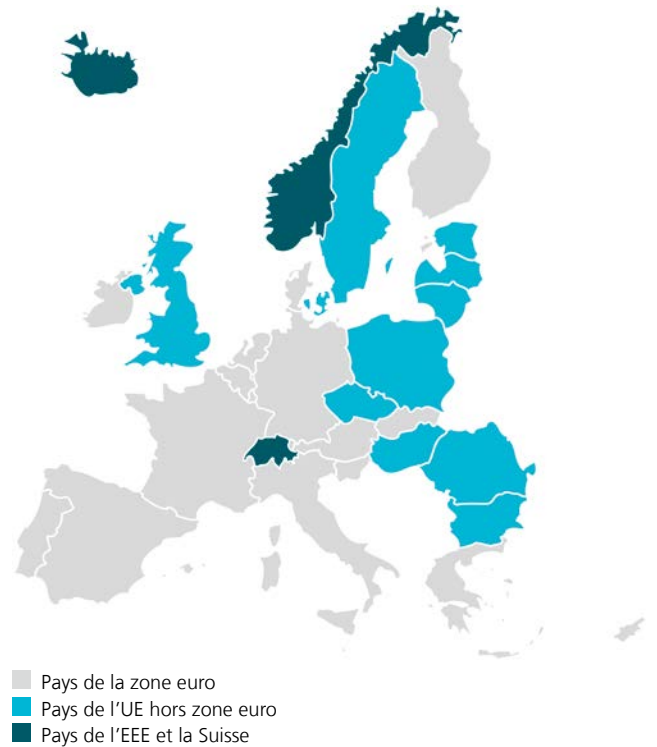 Pays de la zone euro
Pays de l’UE hors zone euro
Pays de l’EEE et la Suisse